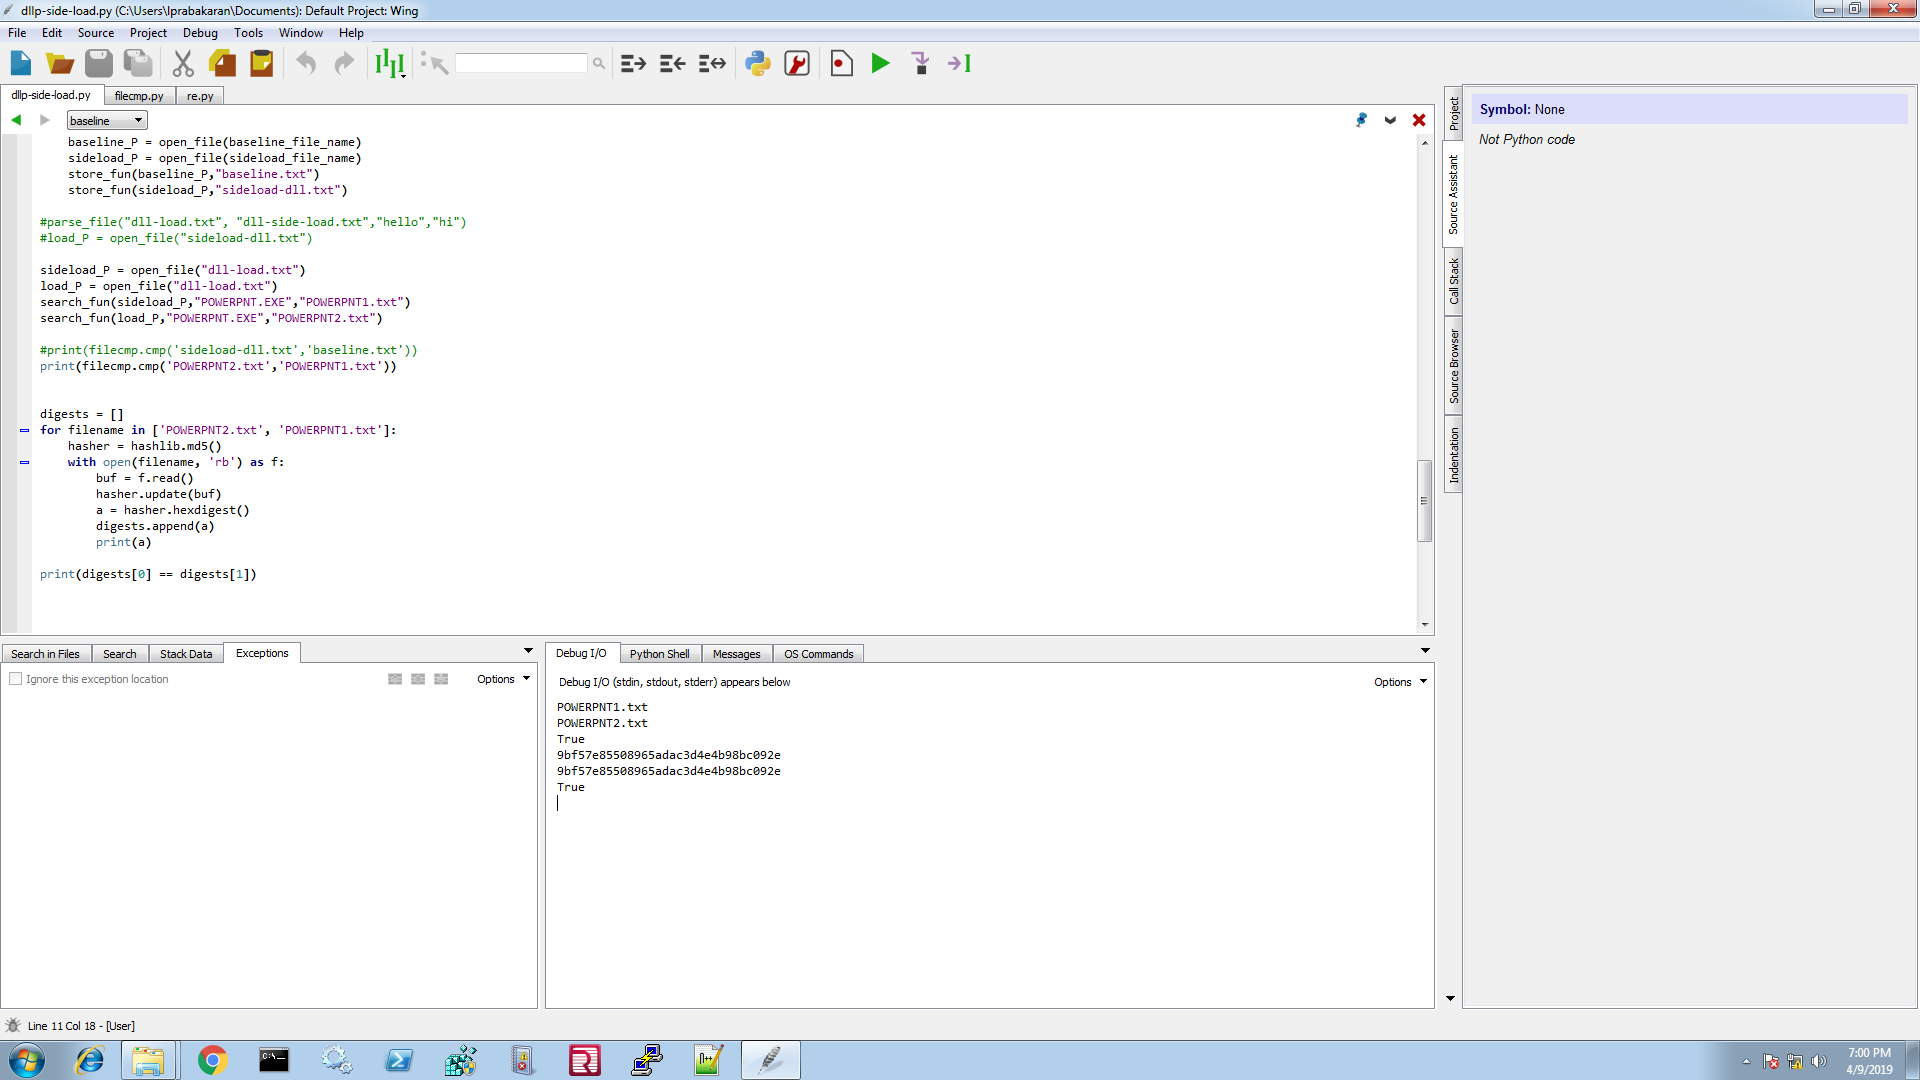 dllp-side-load.py (C:\Users\lprabakaran\Documents): Default Project: Wing
File Edit Source Project Debug Tools Window Help
dllp-side-load.py filecmp.py re.py
baseline
    baseline_P = open_file(baseline_file_name)
    sideload_P = open_file(sideload_file_name)
    store_fun(baseline_P,"baseline.txt")
    store_fun(sideload_P,"sideload-dll.txt")
#parse_file("dll-load.txt", "dll-side-load.txt","hello","hi")
#load_P = open_file("sideload-dll.txt")
sideload_P = open_file("dll-load.txt")
load_P = open_file("dll-load.txt")
search_fun(sideload_P,"POWERPNT.EXE","POWERPNT1.txt")
search_fun(load_P,"POWERPNT.EXE","POWERPNT2.txt")
#print(filecmp.cmp('sideload-dll.txt','baseline.txt'))
print(filecmp.cmp('POWERPNT2.txt','POWERPNT1.txt'))
digests = []
for filename in ['POWERPNT2.txt', 'POWERPNT1.txt']:
    hasher = hashlib.md5()
    with open(filename, 'rb') as f:
        buf = f.read()
        hasher.update(buf)
        a = hasher.hexdigest()
        digests.append(a)
        print(a)
print(digests[0] == digests[1])
Project
Source Assistant
Call Stack
Source Browser
Indentation
Symbol: None
Not Python code
Search in Files Search Stack Data Exceptions
Ignore this exception location Options
Debug I/O Python Shell Messages OS Commands
Debug I/O (stdin, stdout, stderr) appears below Options
POWERPNT1.txt
POWERPNT2.txt
True
9bf57e85508965adac3d4e4b98bc092e
9bf57e85508965adac3d4e4b98bc092e
True
Line 11 Col 18 - [User]
7:00 PM
4/9/2019